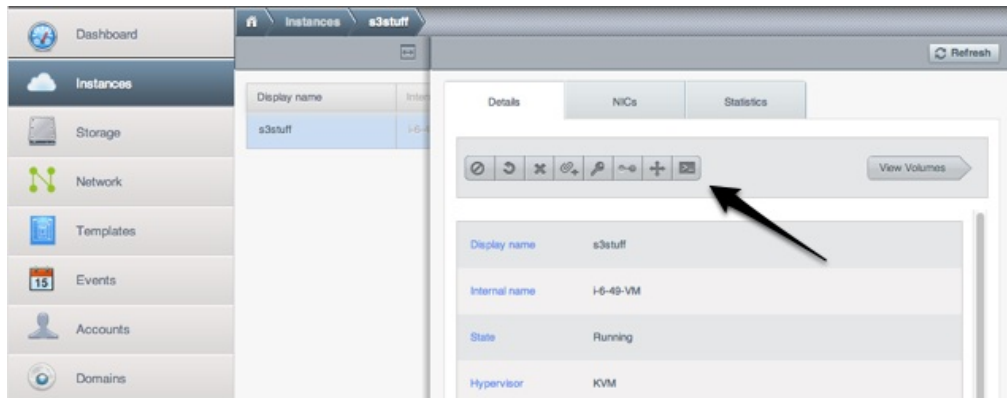 Dashboard
Instances
Storage
Network
Templates
15
Events
Accounts
Domains
Instances s3stuff
Refresh
Display name
s3stuff
Details NICs Statistics
View Volumes
Display name s3stuff
Internal name i-6-49-VM
State Running
Hypervisor KVM